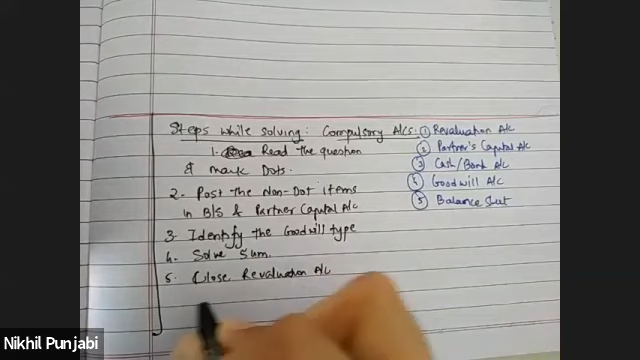 Steps while solving: Compulsory A/cs. ① Revaluation A/c
1. Read the question ② Partner's Capital A/c
& mark Dots. ③ Cash/Bank A/c
2. Post the Non-Dot items ④ Goodwill A/c
in B/S & Partner Capital A/c ⑤ Balance Sheet
3. Identify the Goodwill type
4. Solve Sum.
5. Close Revaluation A/c
Nikhil Punjabi